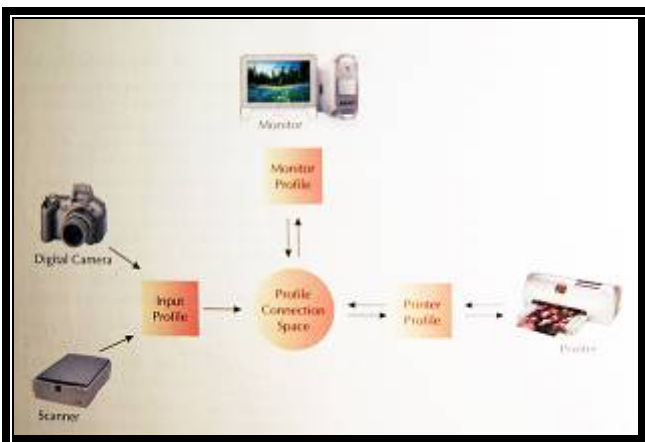 Monitor
Monitor
Profile
Digital Camera
Input
Profile
Profile
Connection
Space
Printer
Profile
Printer
Scanner